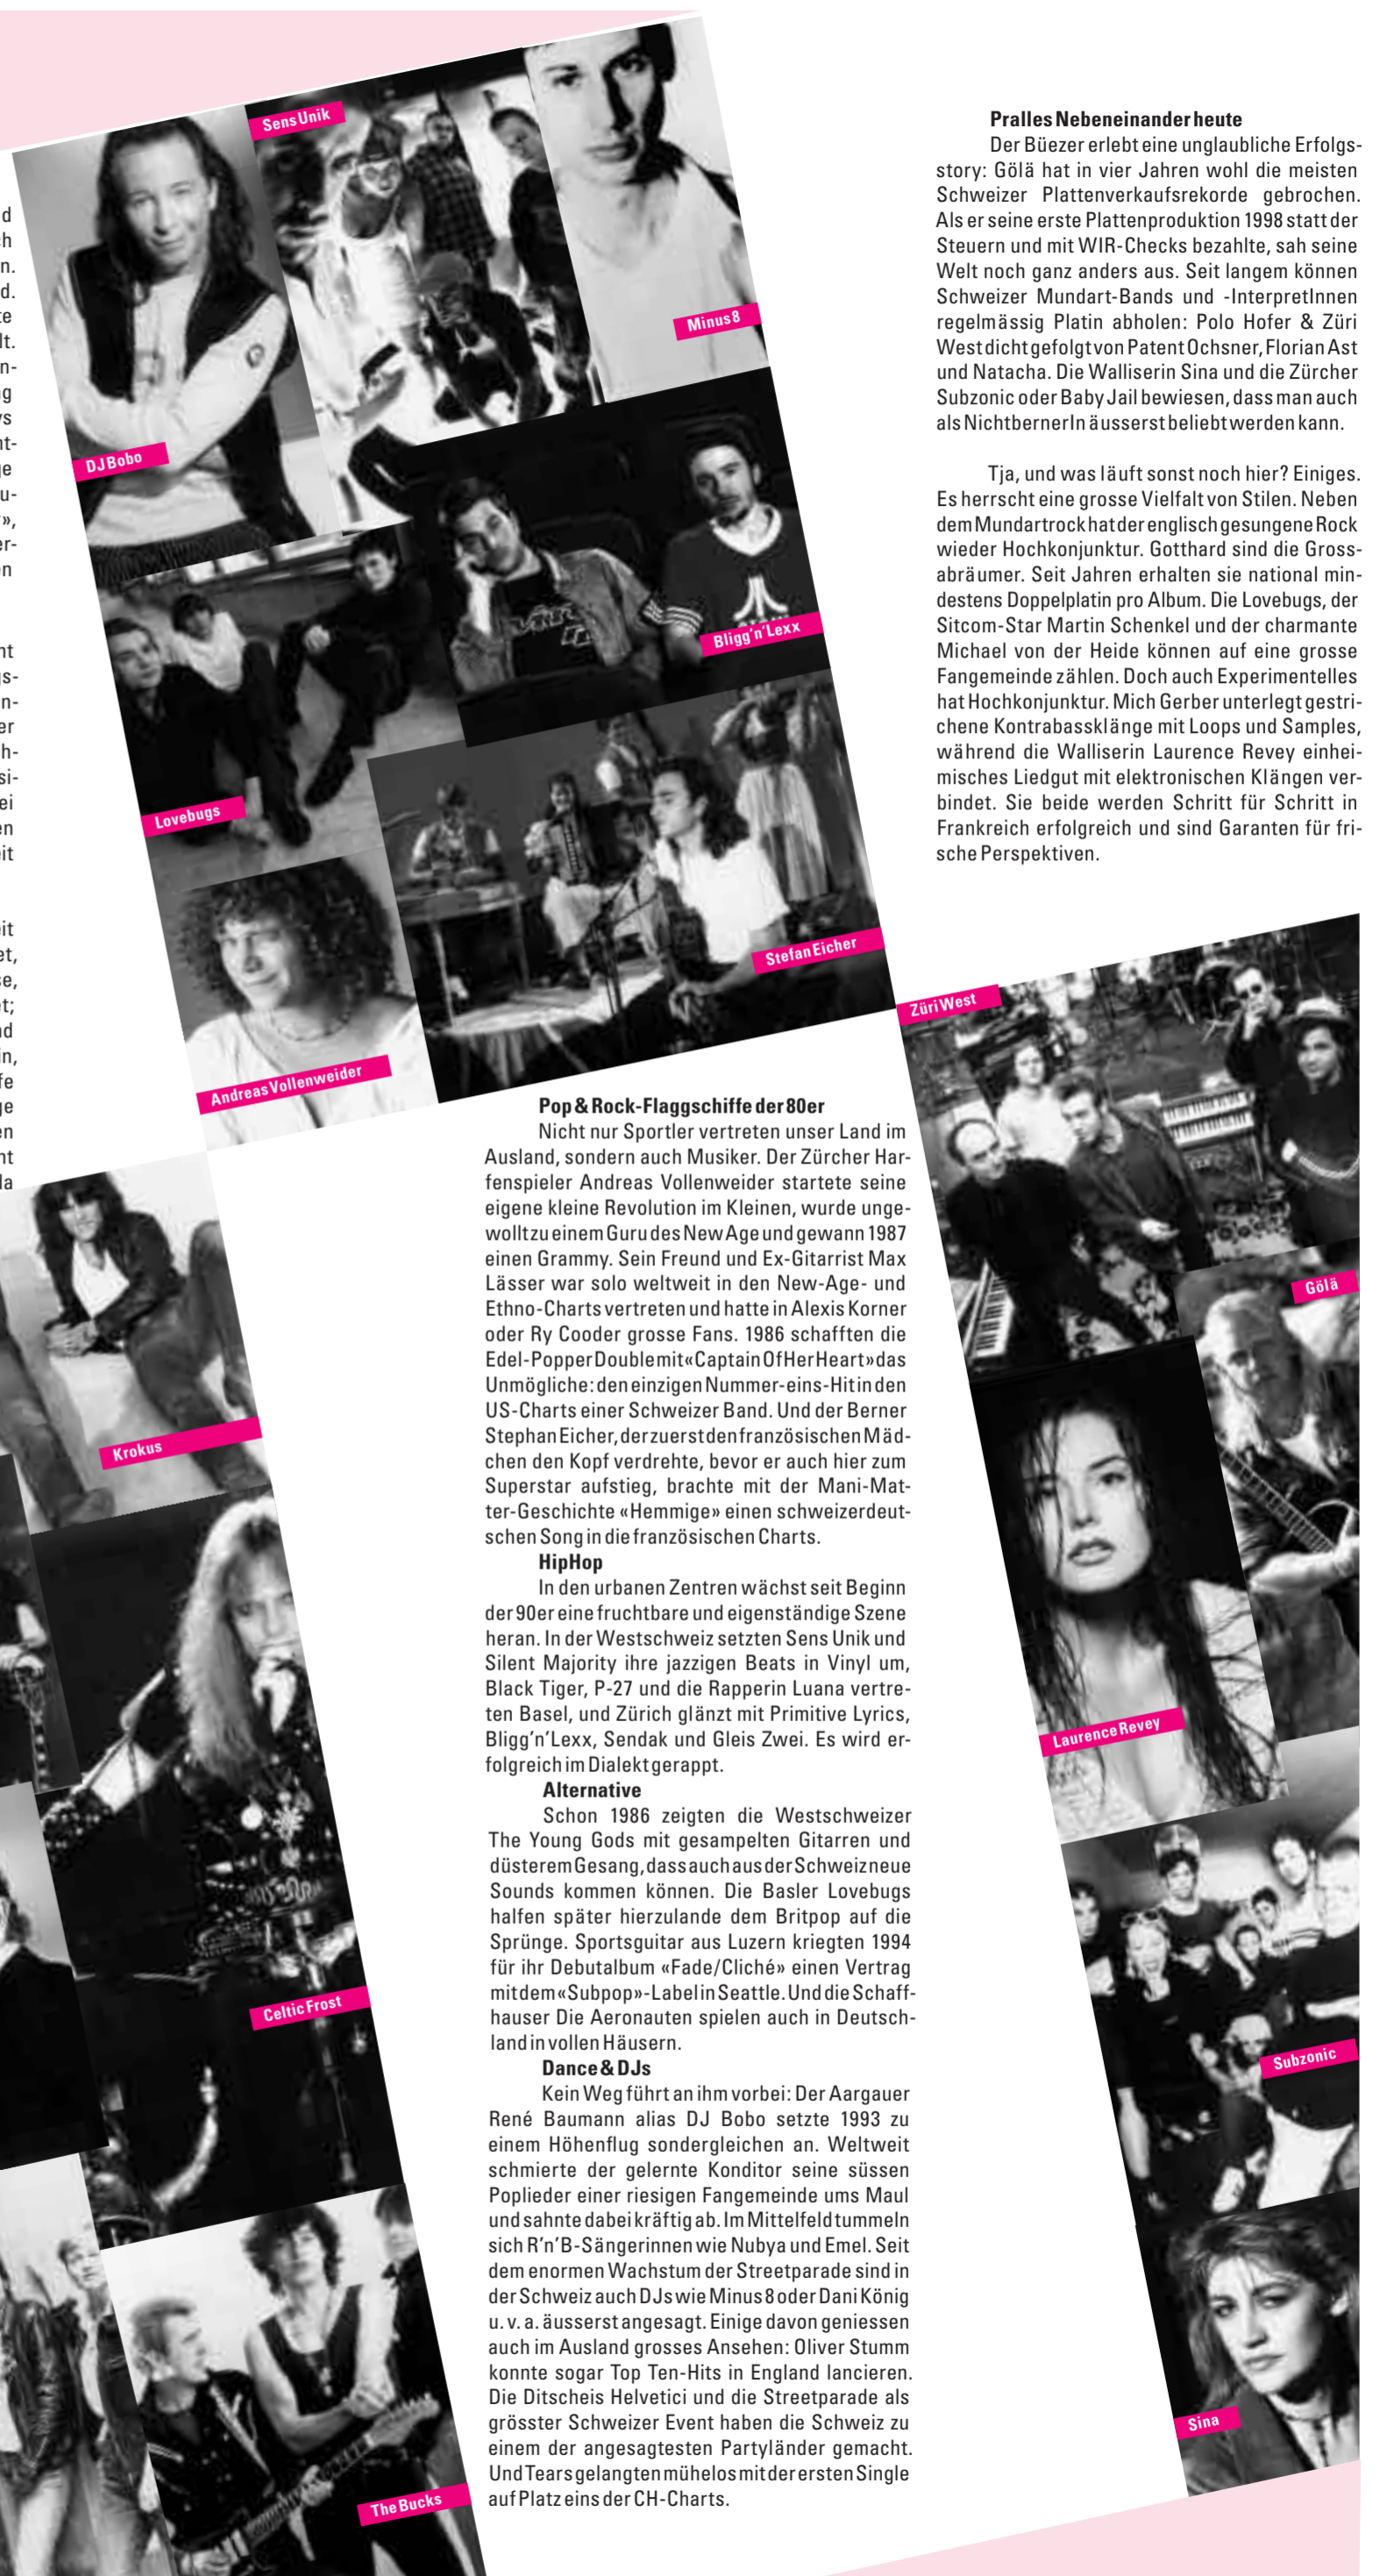 d
ch
n.
d.
te
lt.
n-
ng
ys
nt-
ge
u-
»,
er-
en
nt
gs-
n-
er
h-
si-
ei
en
eit
eit
et,
se,
et;
nd
in,
fe
ge
en
nt
la
Sens Unik
Minus 8
DJ Bobo
Bligg'n'Lexx
Lovebugs
Stefan Eicher
Andreas Vollenweider
Krokus
Celtic Frost
The Bucks
Pop & Rock-Flaggschiffe der 80er
Nicht nur Sportler vertreten unser Land im
Ausland, sondern auch Musiker. Der Zürcher Har-
fenspieler Andreas Vollenweider startete seine
eigene kleine Revolution im Kleinen, wurde unge-
wollt zu einem Guru des New Age und gewann 1987
einen Grammy. Sein Freund und Ex-Gitarrist Max
Lässer war solo weltweit in den New-Age- und
Ethno-Charts vertreten und hatte in Alexis Korner
oder Ry Cooder grosse Fans. 1986 schafften die
Edel-Popper Double mit «Captain Of Her Heart» das
Unmögliche: den einzigen Nummer-eins-Hit in den
US-Charts einer Schweizer Band. Und der Berner
Stephan Eicher, der zuerst den französischen Mäd-
chen den Kopf verdrehte, bevor er auch hier zum
Superstar aufstieg, brachte mit der Mani-Mat-
ter-Geschichte «Hemmige» einen schweizerdeut-
schen Song in die französischen Charts.
HipHop
In den urbanen Zentren wächst seit Beginn
der 90er eine fruchtbare und eigenständige Szene
heran. In der Westschweiz setzten Sens Unik und
Silent Majority ihre jazzigen Beats in Vinyl um,
Black Tiger, P-27 und die Rapperin Luana vertre-
ten Basel, und Zürich glänzt mit Primitive Lyrics,
Bligg'n'Lexx, Sendak und Gleis Zwei. Es wird er-
folgreich im Dialekt gerappt.
Alternative
Schon 1986 zeigten die Westschweizer
The Young Gods mit gesampelten Gitarren und
düsterem Gesang, dass auch aus der Schweiz neue
Sounds kommen können. Die Basler Lovebugs
halfen später hierzulande dem Britpop auf die
Sprünge. Sportsguitar aus Luzern kriegten 1994
für ihr Debutalbum «Fade/Cliché» einen Vertrag
mit dem «Subpop»-Label in Seattle. Und die Schaff-
hauser Die Aeronauten spielen auch in Deutsch-
land in vollen Häusern.
Dance & DJs
Kein Weg führt an ihm vorbei: Der Aargauer
René Baumann alias DJ Bobo setzte 1993 zu
einem Höhenflug sondergleichen an. Weltweit
schmierte der gelernte Konditor seine süssen
Poplieder einer riesigen Fangemeinde ums Maul
und sahnte dabei kräftig ab. Im Mittelfeld tummeln
sich R'n'B-Sängerinnen wie Nubya und Emel. Seit
dem enormen Wachstum der Streetparade sind in
der Schweiz auch DJs wie Minus 8 oder Dani König
u. v. a. äusserst angesagt. Einige davon geniessen
auch im Ausland grosses Ansehen: Oliver Stumm
konnte sogar Top Ten-Hits in England lancieren.
Die Ditscheis Helvetici und die Streetparade als
grösster Schweizer Event haben die Schweiz zu
einem der angesagtesten Partyländer gemacht.
Und Tears gelangten mühelos mit der ersten Single
auf Platz eins der CH-Charts.
Pralles Nebeneinander heute
Der Büezer erlebt eine unglaubliche Erfolgs-
story: Gölä hat in vier Jahren wohl die meisten
Schweizer Plattenverkaufsrekorde gebrochen.
Als er seine erste Plattenproduktion 1998 statt der
Steuern und mit WIR-Checks bezahlte, sah seine
Welt noch ganz anders aus. Seit langem können
Schweizer Mundart-Bands und -InterpretInnen
regelmässig Platin abholen: Polo Hofer & Züri
West dicht gefolgt von Patent Ochsner, Florian Ast
und Natacha. Die Walliserin Sina und die Zürcher
Subzonic oder Baby Jail bewiesen, dass man auch
als NichtbernerIn äusserst beliebt werden kann.
Tja, und was läuft sonst noch hier? Einiges.
Es herrscht eine grosse Vielfalt von Stilen. Neben
dem Mundartrock hat der englisch gesungene Rock
wieder Hochkonjunktur. Gotthard sind die Gross-
abräumer. Seit Jahren erhalten sie national min-
destens Doppelplatin pro Album. Die Lovebugs, der
Sitcom-Star Martin Schenkel und der charmante
Michael von der Heide können auf eine grosse
Fangemeinde zählen. Doch auch Experimentelles
hat Hochkonjunktur. Mich Gerber unterlegt gestri-
chene Kontrabassklänge mit Loops und Samples,
während die Walliserin Laurence Revey einhei-
misches Liedgut mit elektronischen Klängen ver-
bindet. Sie beide werden Schritt für Schritt in
Frankreich erfolgreich und sind Garanten für fri-
sche Perspektiven.
Züri West
Gölä
Laurence Revey
Subzonic
Sina